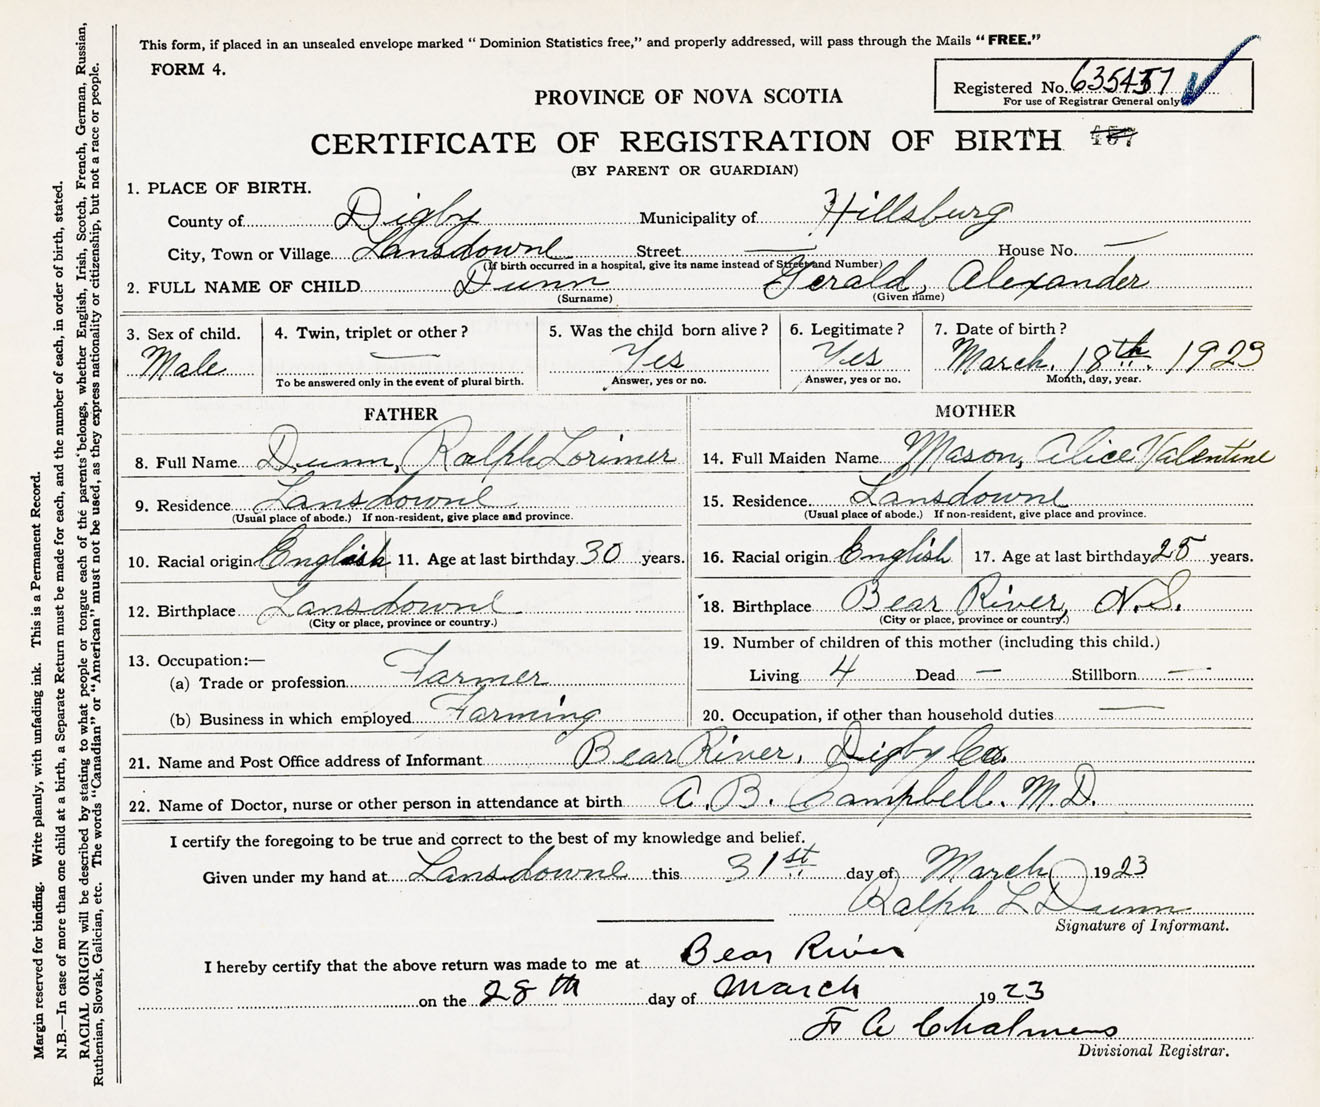 This form, if placed in an unsealed envelope marked "Dominion Statistics free," and properly addressed, will pass through the Mails "FREE."
FORM 4.
Registered No. 635457
For use of Registrar General only
PROVINCE OF NOVA SCOTIA
CERTIFICATE OF REGISTRATION OF BIRTH
(BY PARENT OR GUARDIAN)
1. PLACE OF BIRTH.
County of Digby Municipality of Hillsburg
City, Town or Village Lansdowne Street — House No. —
(If birth occurred in a hospital, give its name instead of Street and Number)
2. FULL NAME OF CHILD Dunn Gerald, Alexander
(Surname) (Given name)
3. Sex of child. 4. Twin, triplet or other? 5. Was the child born alive? 6. Legitimate? 7. Date of birth?
Male — Yes Yes March. 18th. 1923
To be answered only in the event of plural birth. Answer, yes or no. Answer, yes or no. Month, day, year.
FATHER
8. Full Name Dunn, Ralph Lorimer
9. Residence Lansdowne
(Usual place of abode.) If non-resident, give place and province.
10. Racial origin English 11. Age at last birthday 30 years.
12. Birthplace Lansdowne
(City or place, province or country.)
13. Occupation:—
(a) Trade or profession Farmer
(b) Business in which employed Farming
MOTHER
14. Full Maiden Name Mason, Alice Valentine
15. Residence Lansdowne
(Usual place of abode.) If non-resident, give place and province.
16. Racial origin English 17. Age at last birthday 25 years.
18. Birthplace Bear River, N.S.
(City or place, province or country.)
19. Number of children of this mother (including this child.)
Living 4 Dead — Stillborn —
20. Occupation, if other than household duties —
21. Name and Post Office address of Informant Bear River, Digby Co.
22. Name of Doctor, nurse or other person in attendance at birth A. B. Campbell. M.D.
I certify the foregoing to be true and correct to the best of my knowledge and belief.
Given under my hand at Lansdowne this 31st day of March 1923
Ralph L Dunn
Signature of Informant.
I hereby certify that the above return was made to me at Bear River
on the 28th day of March 1923
F A Chalmers
Divisional Registrar.
Margin reserved for binding. Write plainly, with unfading ink. This is a Permanent Record.
N.B.—In case of more than one child at a birth, a Separate Return must be made for each, and the number of each, in order of birth, stated.
RACIAL ORIGIN will be described by stating to what people or tongue each of the parents' belongs, whether English, Irish, Scotch, French, German, Russian,
Ruthenian, Slovak, Galician, etc. The words "Canadian" or "American" must not be used, as they express nationality or citizenship, but not a race or people.